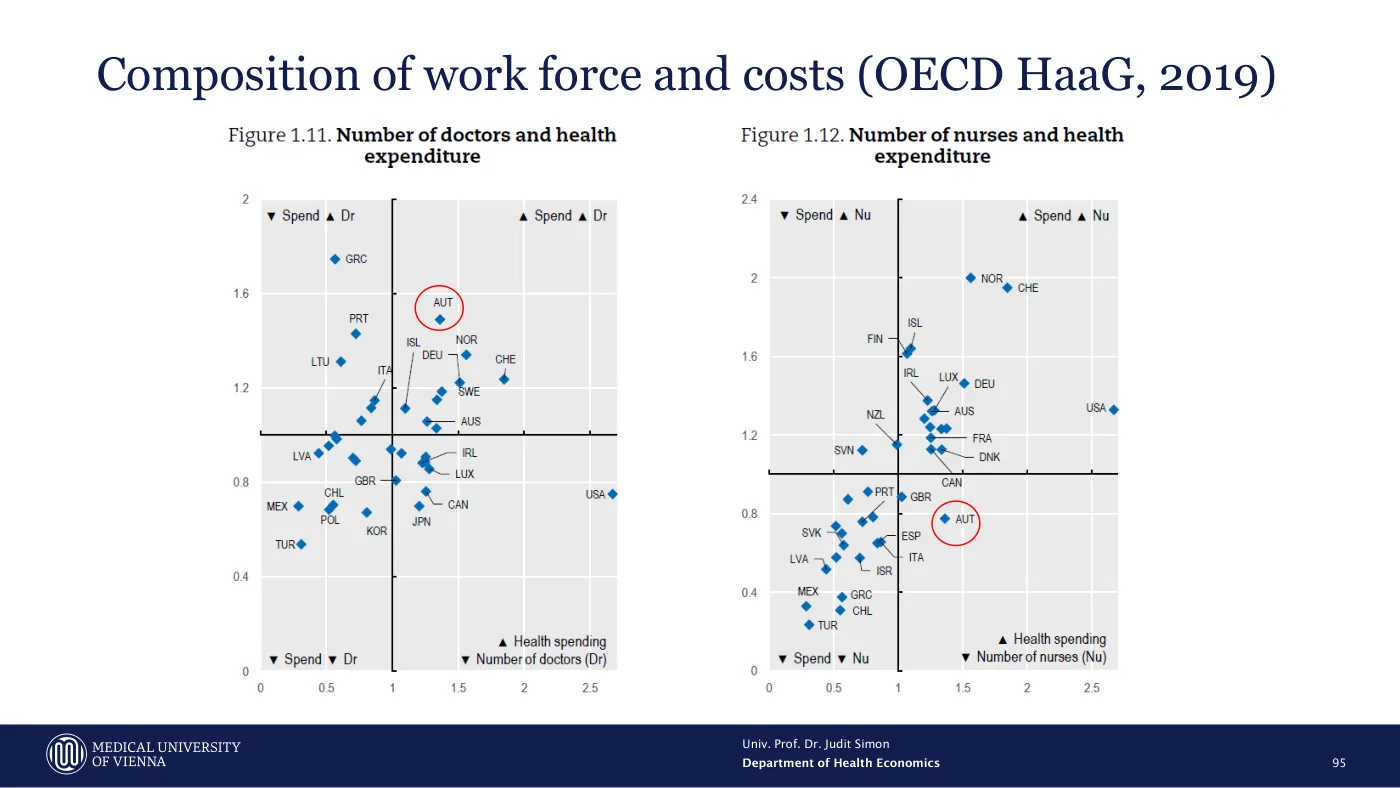 Composition of work force and costs (OECD HaaG, 2019)
Figure 1.11. Number of doctors and health
expenditure
2
▼ Spend ▲ Dr
▲ Spend ▲ Dr
GRC
1.6
AUT
PRT
ISL
NOR
LTU
DEU
CHE
ITA
1.2
SWE
AUS
LVA
IRL
LUX
GBR
0.8
CHL
USA
MEX
CAN
POL
KOR
JPN
TUR
0.4
▲ Health spending
▼ Spend ▼ Dr
▼ Number of doctors (Dr)
0
0 0.5 1 1.5 2 2.5
Figure 1.12. Number of nurses and health
expenditure
2.4
▼ Spend ▲ Nu
▲ Spend ▲ Nu
2
NOR
CHE
ISL
FIN
1.6
IRL
LUX
DEU
NZL
AUS
USA
1.2
FRA
SVN
DNK
CAN
PRT
GBR
0.8
AUT
SVK
ESP
LVA
ITA
ISR
MEX
GRC
0.4
CHL
TUR
▲ Health spending
▼ Spend ▼ Nu
▼ Number of nurses (Nu)
0
0 0.5 1 1.5 2 2.5
MEDICAL UNIVERSITY
OF VIENNA
Univ. Prof. Dr. Judit Simon
Department of Health Economics
95